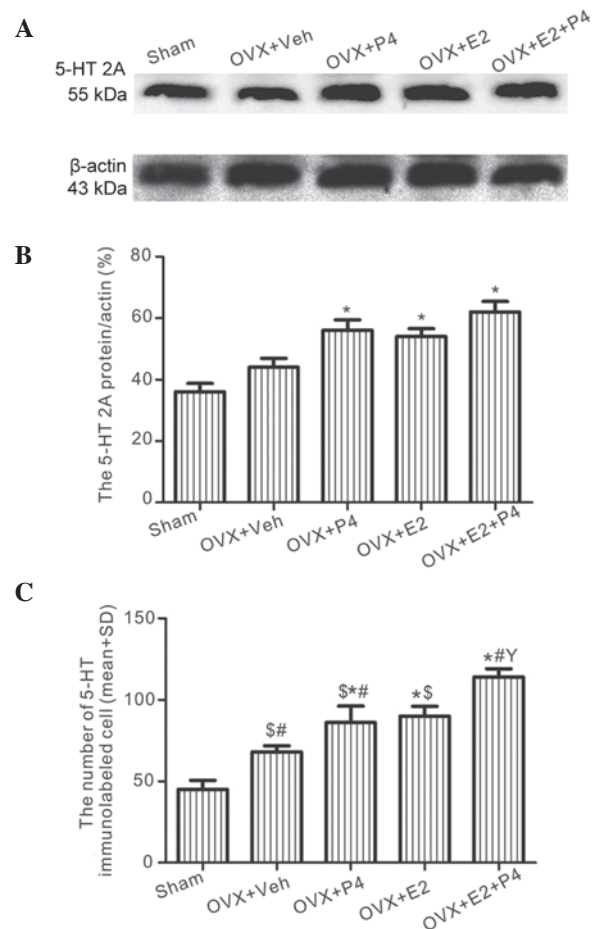 A
Sham
OVX+Veh
OVX+P4
OVX+E2
OVX+E2+P4
5-HT 2A
55 kDa
β-actin
43 kDa
B
The 5-HT 2A protein/actin (%)
80
60
40
20
0
*
*
*
Sham
OVX+Veh
OVX+P4
OVX+E2
OVX+E2+P4
C
The number of 5-HT
immunolabeled cell (mean+SD)
150
100
50
0
$#
$*#
*$
*#Y
Sham
OVX+Veh
OVX+P4
OVX+E2
OVX+E2+P4